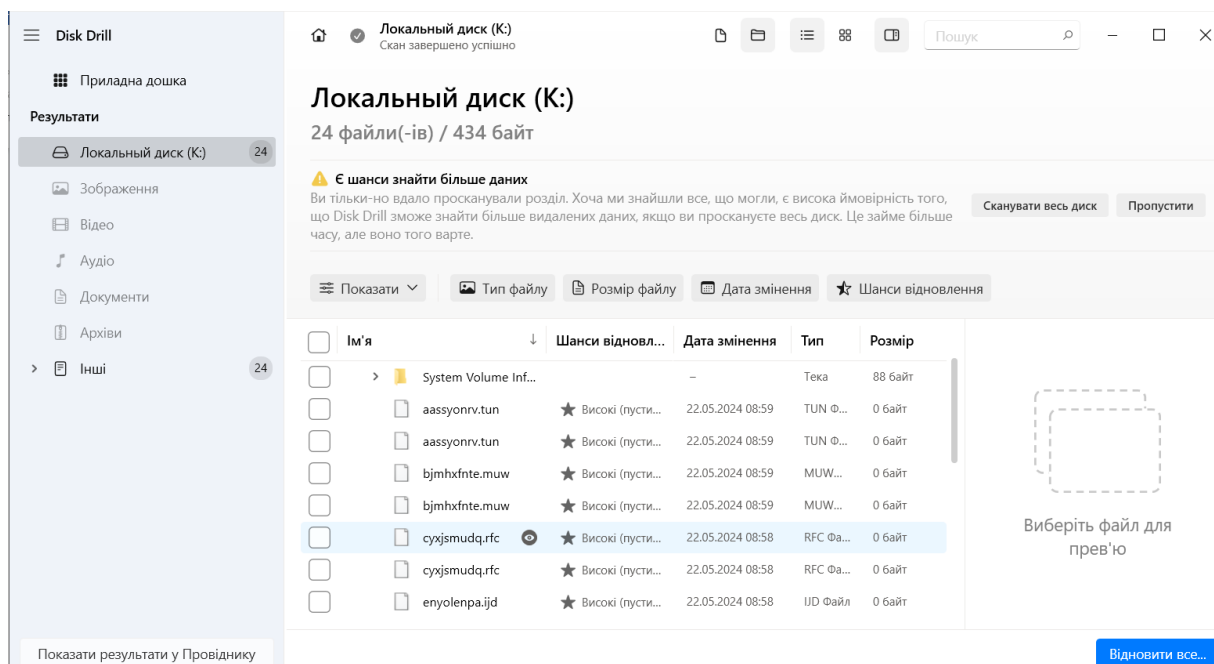 Disk Drill
Локальный диск (K:)
Скан завершено успішно
Пошук
Приладна дошка
Результати
Локальный диск (K:) 24
Зображення
Відео
Аудіо
Документи
Архіви
Інші 24
Показати результати у Провіднику
Локальный диск (K:)
24 файли(-ів) / 434 байт
Є шанси знайти більше даних
Ви тільки-но вдало просканували розділ. Хоча ми знайшли все, що могли, є висока ймовірність того,
що Disk Drill зможе знайти більше видалених даних, якщо ви проскануєте весь диск. Це займе більше
часу, але воно того варте.
Сканувати весь диск Пропустити
Показати Тип файлу Розмір файлу Дата змінення Шанси відновлення
Ім'я Шанси відновл... Дата змінення Тип Розмір
System Volume Inf... – Тека 88 байт
aassyonrv.tun Високі (пусти... 22.05.2024 08:59 TUN Ф... 0 байт
aassyonrv.tun Високі (пусти... 22.05.2024 08:59 TUN Ф... 0 байт
bjmhxfnte.muw Високі (пусти... 22.05.2024 08:59 MUW... 0 байт
bjmhxfnte.muw Високі (пусти... 22.05.2024 08:59 MUW... 0 байт
cyxjsmudq.rfc Високі (пусти... 22.05.2024 08:58 RFC Фа... 0 байт
cyxjsmudq.rfc Високі (пусти... 22.05.2024 08:58 RFC Фа... 0 байт
enyolenpa.ijd Високі (пусти... 22.05.2024 08:58 IJD Файл 0 байт
Виберіть файл для
прев'ю
Відновити все...